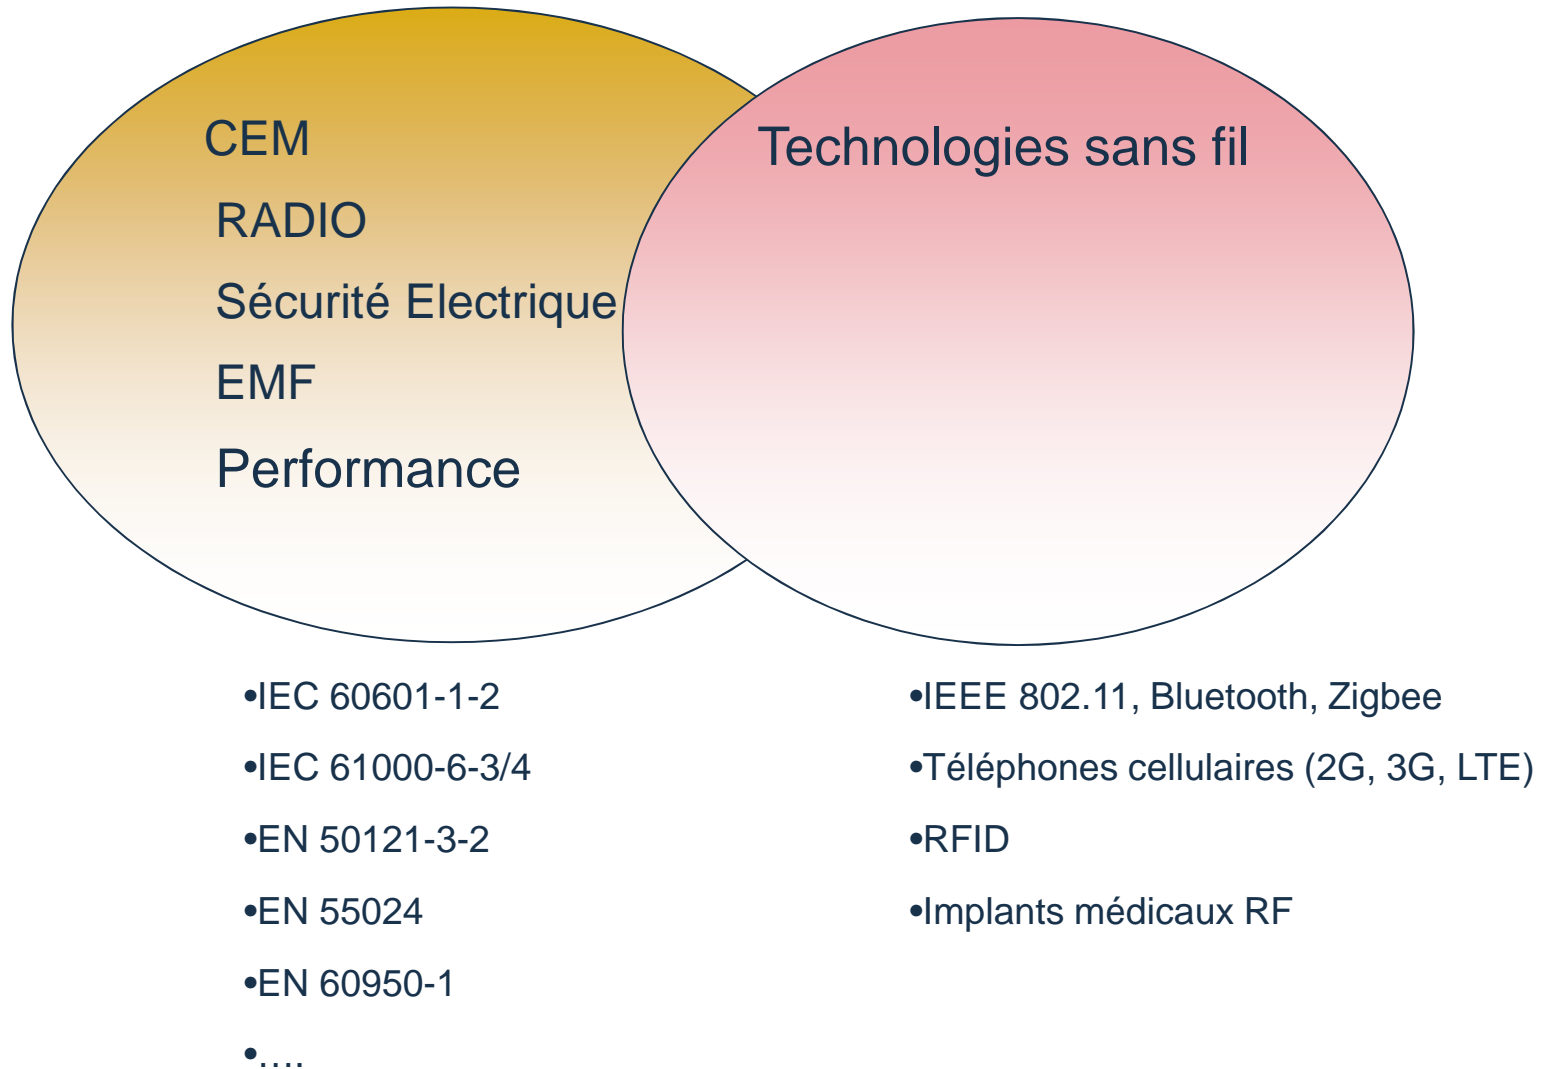 CEM
RADIO
Sécurité Electrique
EMF
Performance
Technologies sans fil
•IEC 60601-1-2
•IEC 61000-6-3/4
•EN 50121-3-2
•EN 55024
•EN 60950-1
•….
•IEEE 802.11, Bluetooth, Zigbee
•Téléphones cellulaires (2G, 3G, LTE)
•RFID
•Implants médicaux RF